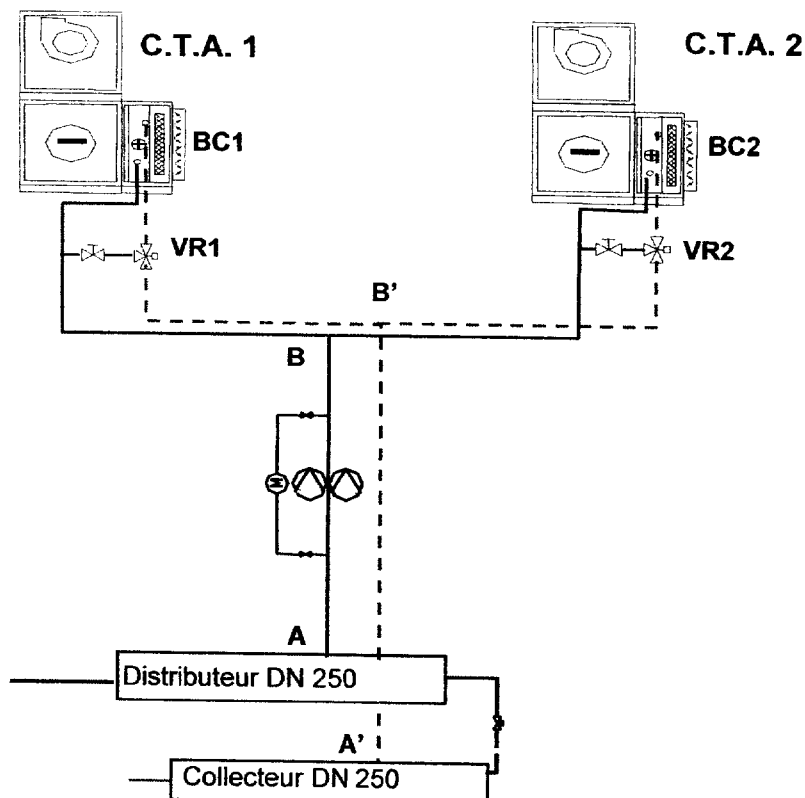 C.T.A. 1
C.T.A. 2
BC1
BC2
VR1
VR2
B'
B
M
A
Distributeur DN 250
A'
Collecteur DN 250